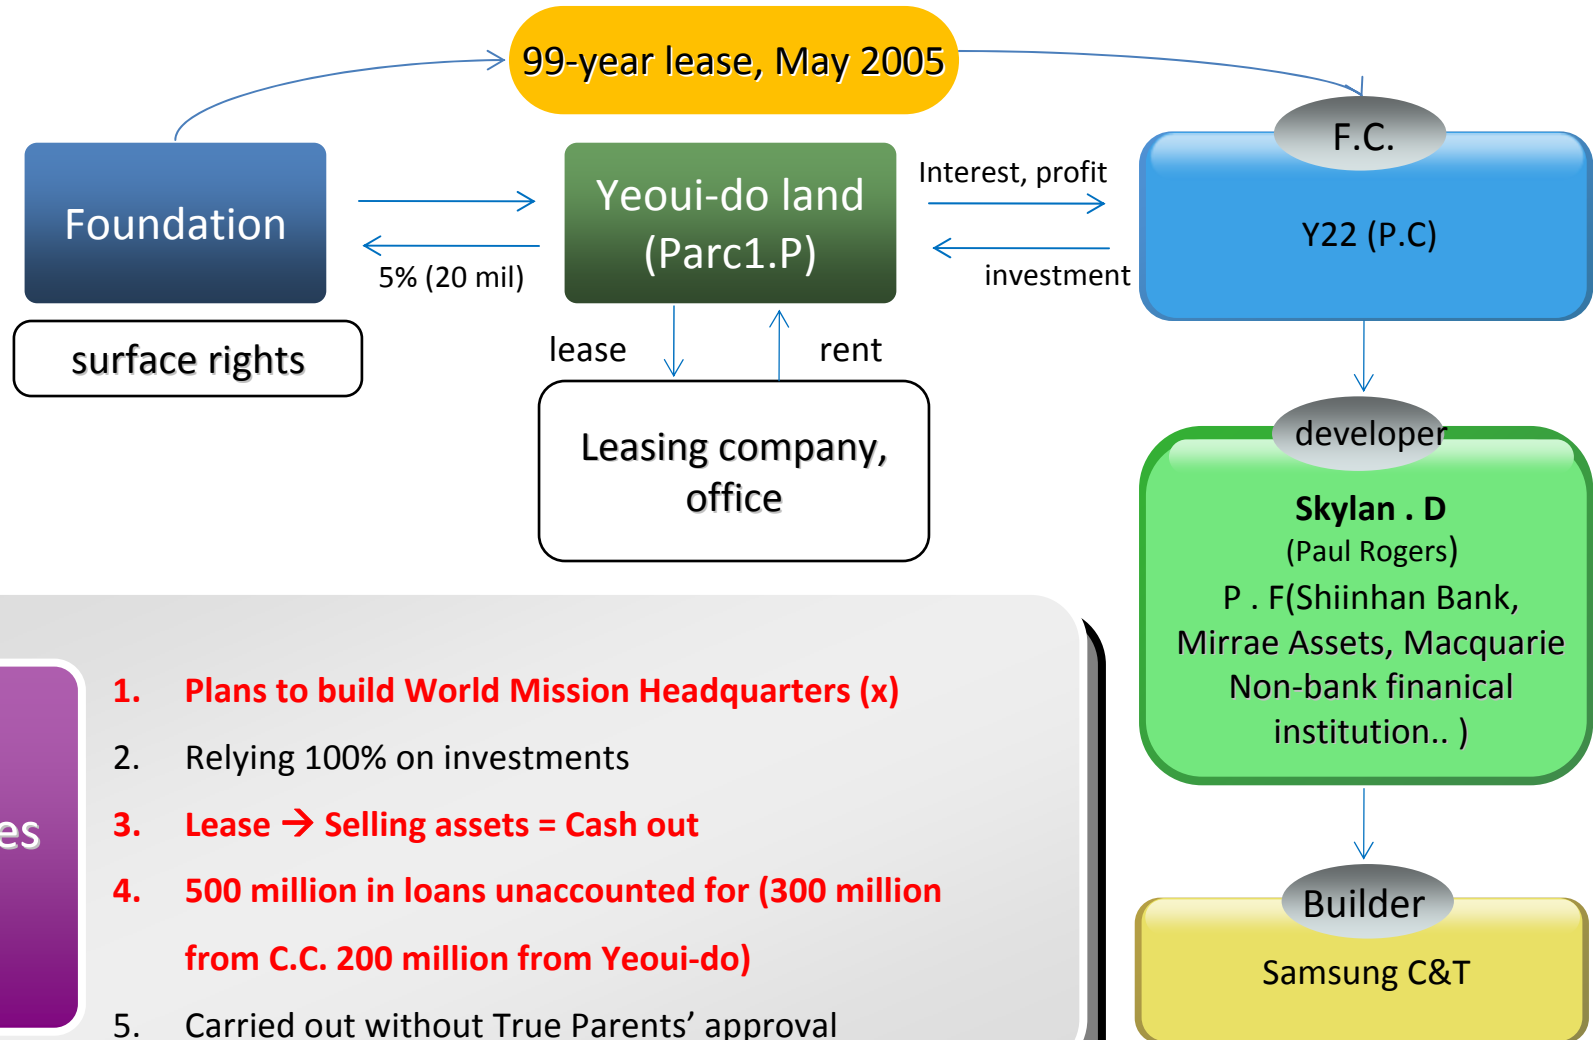 99-year lease, May 2005
F.C.
Foundation
Yeoui-do land
(Parc1.P)
Interest, profit
Y22 (P.C)
5% (20 mil)
investment
surface rights
lease
rent
Leasing company,
office
developer
Skylan . D
(Paul Rogers)
P . F(Shiinhan Bank,
Mirrae Assets, Macquarie
Non-bank finanical
institution.. )
Builder
Samsung C&T
es
1. Plans to build World Mission Headquarters (x)
2. Relying 100% on investments
3. Lease → Selling assets = Cash out
4. 500 million in loans unaccounted for (300 million
from C.C. 200 million from Yeoui-do)
5. Carried out without True Parents’ approval